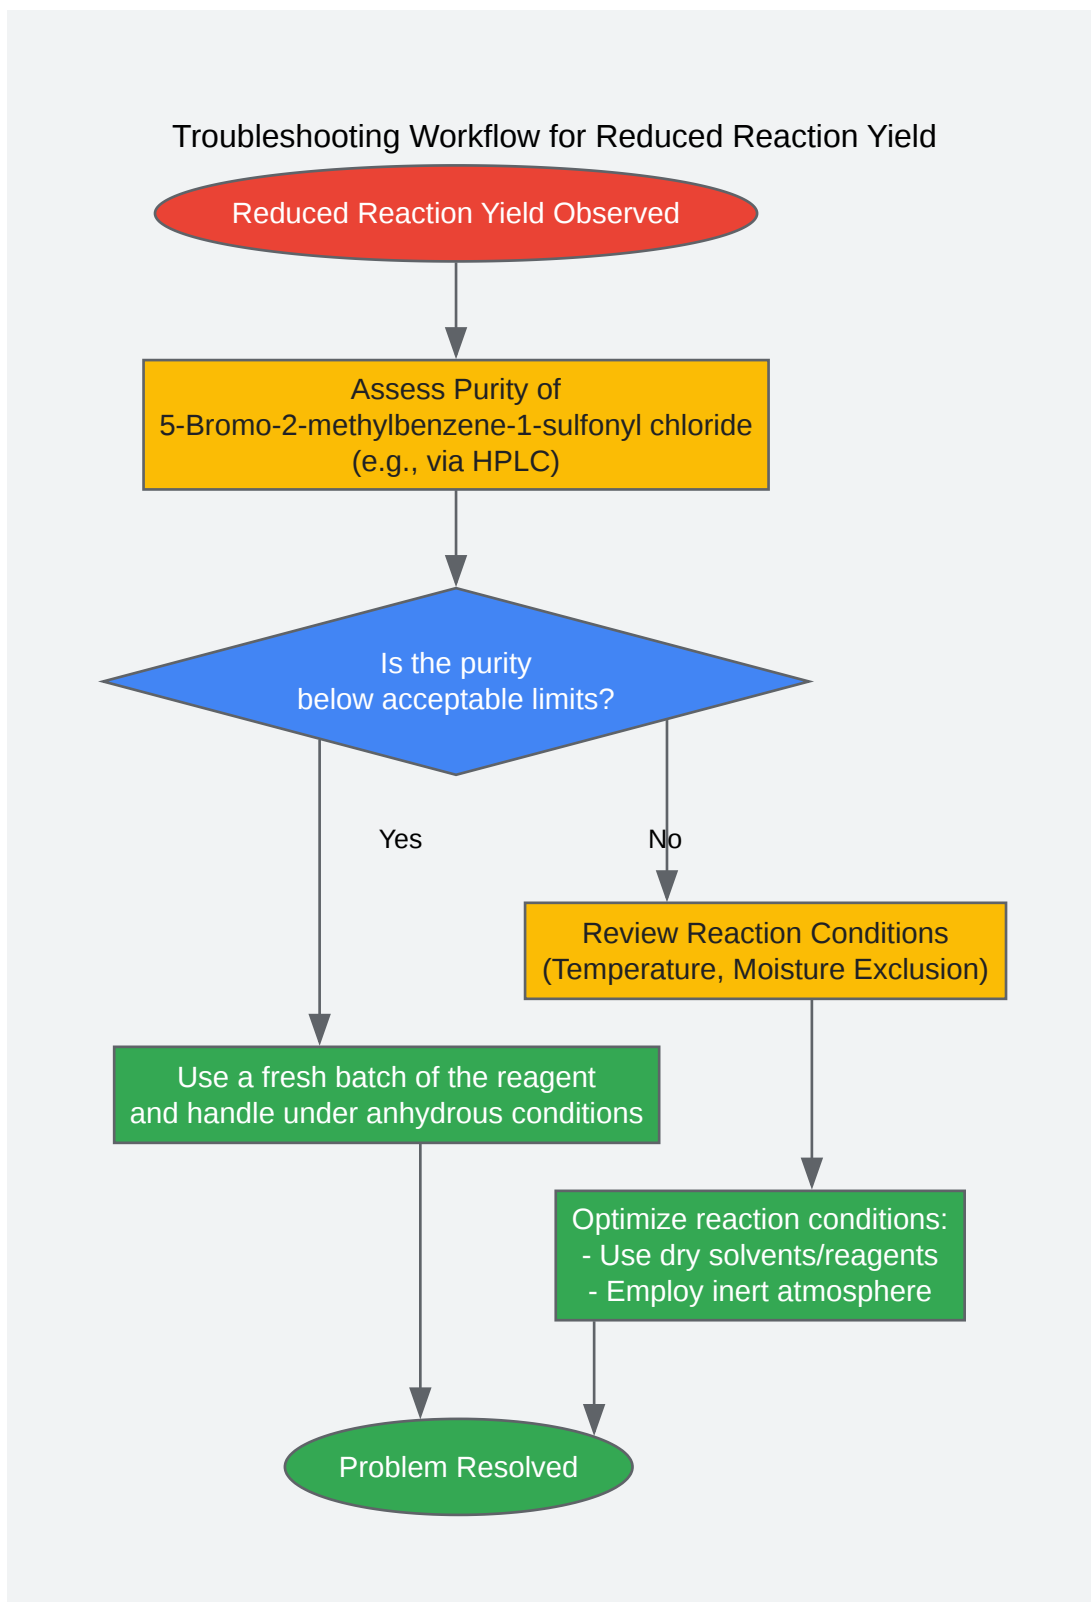 Troubleshooting Workflow for Reduced Reaction Yield
Reduced Reaction Yield Observed
Assess Purity of
5-Bromo-2-methylbenzene-1-sulfonyl chloride
(e.g., via HPLC)
Is the purity
below acceptable limits?
Yes
No
Review Reaction Conditions
(Temperature, Moisture Exclusion)
Use a fresh batch of the reagent
and handle under anhydrous conditions
Optimize reaction conditions:
- Use dry solvents/reagents
- Employ inert atmosphere
Problem Resolved